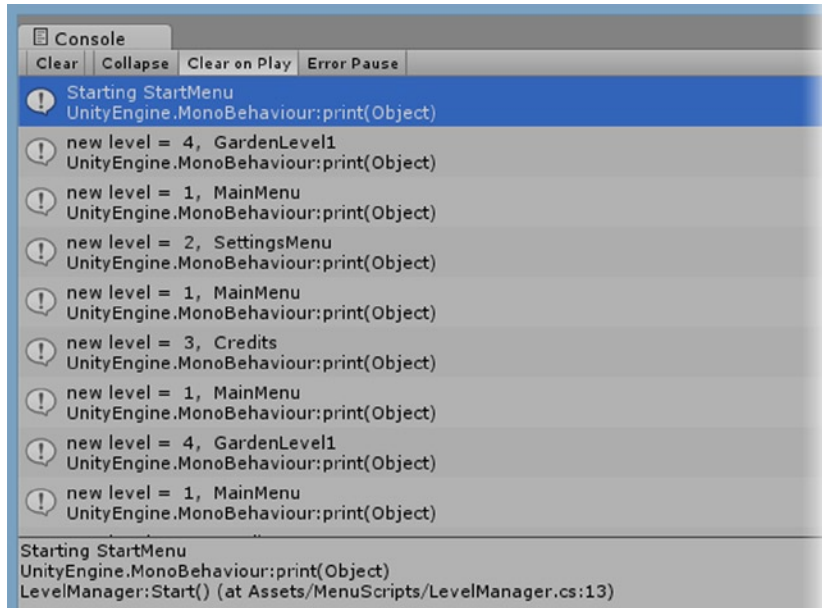 Console
Clear Collapse Clear on Play Error Pause
Starting StartMenu
UnityEngine.MonoBehaviour:print(Object)
new level = 4, GardenLevel1
UnityEngine.MonoBehaviour:print(Object)
new level = 1, MainMenu
UnityEngine.MonoBehaviour:print(Object)
new level = 2, SettingsMenu
UnityEngine.MonoBehaviour:print(Object)
new level = 1, MainMenu
UnityEngine.MonoBehaviour:print(Object)
new level = 3, Credits
UnityEngine.MonoBehaviour:print(Object)
new level = 1, MainMenu
UnityEngine.MonoBehaviour:print(Object)
new level = 4, GardenLevel1
UnityEngine.MonoBehaviour:print(Object)
new level = 1, MainMenu
UnityEngine.MonoBehaviour:print(Object)
Starting StartMenu
UnityEngine.MonoBehaviour:print(Object)
LevelManager:Start() (at Assets/MenuScripts/LevelManager.cs:13)